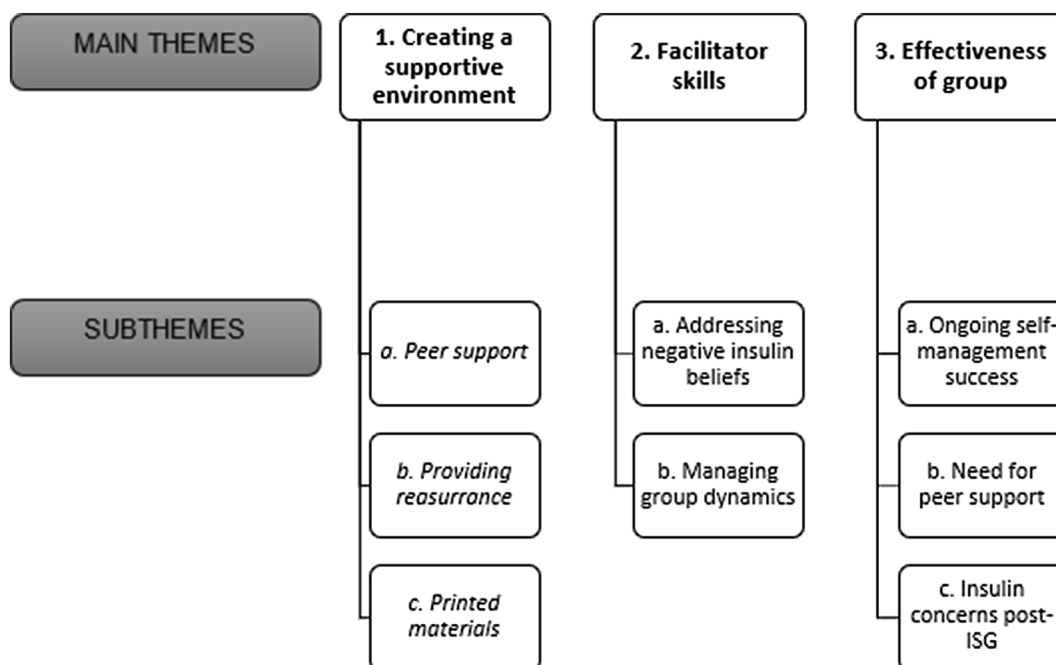 MAIN THEMES
1. Creating a
supportive
environment
2. Facilitator
skills
3. Effectiveness
of group
SUBTHEMES
a. Peer support
a. Addressing
negative insulin
beliefs
a. Ongoing self-
management
success
b. Providing
reasurrance
b. Managing
group dynamics
b. Need for
peer support
c. Printed
materials
c. Insulin
concerns post-
ISG